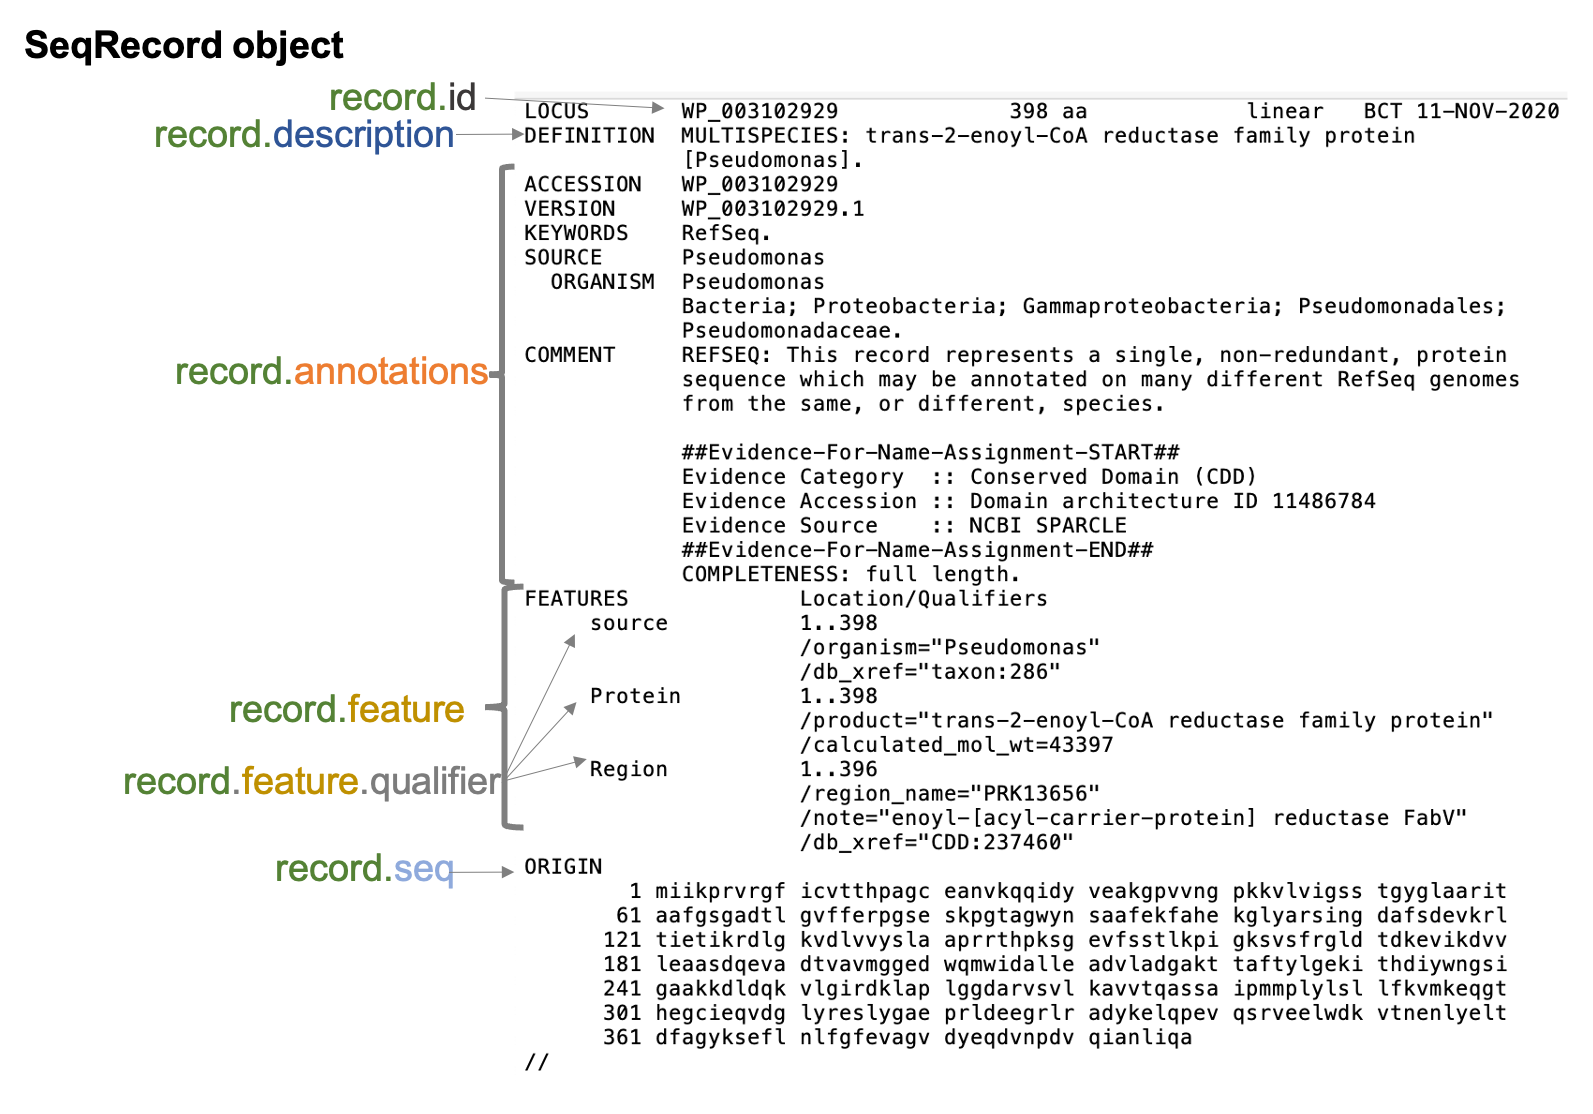 SeqRecord object
record.id
LOCUS       WP_003102929             398 aa            linear   BCT 11-NOV-2020
record.description
DEFINITION  MULTISPECIES: trans-2-enoyl-CoA reductase family protein
            [Pseudomonas].
ACCESSION   WP_003102929
VERSION     WP_003102929.1
KEYWORDS    RefSeq.
SOURCE      Pseudomonas
  ORGANISM  Pseudomonas
            Bacteria; Proteobacteria; Gammaproteobacteria; Pseudomonadales;
            Pseudomonadaceae.
record.annotations
COMMENT     REFSEQ: This record represents a single, non-redundant, protein
            sequence which may be annotated on many different RefSeq genomes
            from the same, or different, species.
            ##Evidence-For-Name-Assignment-START##
            Evidence Category  :: Conserved Domain (CDD)
            Evidence Accession :: Domain architecture ID 11486784
            Evidence Source    :: NCBI SPARCLE
            ##Evidence-For-Name-Assignment-END##
            COMPLETENESS: full length.
FEATURES             Location/Qualifiers
     source          1..398
                     /organism="Pseudomonas"
                     /db_xref="taxon:286"
     Protein         1..398
record.feature
                     /product="trans-2-enoyl-CoA reductase family protein"
                     /calculated_mol_wt=43397
     Region          1..396
record.feature.qualifier
                     /region_name="PRK13656"
                     /note="enoyl-[acyl-carrier-protein] reductase FabV"
                     /db_xref="CDD:237460"
record.seq
ORIGIN
        1 miikprvrgf icvtthpagc eanvkqqidy veakgpvvng pkkvlvigss tgyglaarit
       61 aafgsgadtl gvfferpgse skpgtagwyn saafekfahe kglyarsing dafsdevkrl
      121 tietikrdlg kvdlvvysla aprrthpksg evfsstlkpi gksvsfrgld tdkevikdvv
      181 leaasdqeva dtvavmgged wqmwidalle advladgakt taftylgeki thdiywngsi
      241 gaakkdldqk vlgirdklap lggdarvsvl kavvtqassa ipmmplylsl lfkvmkeqgt
      301 hegcieqvdg lyreslygae prldeegrlr adykelqpev qsrveelwdk vtnenlyelt
      361 dfagyksefl nlfgfevagv dyeqdvnpdv qianliqa
//